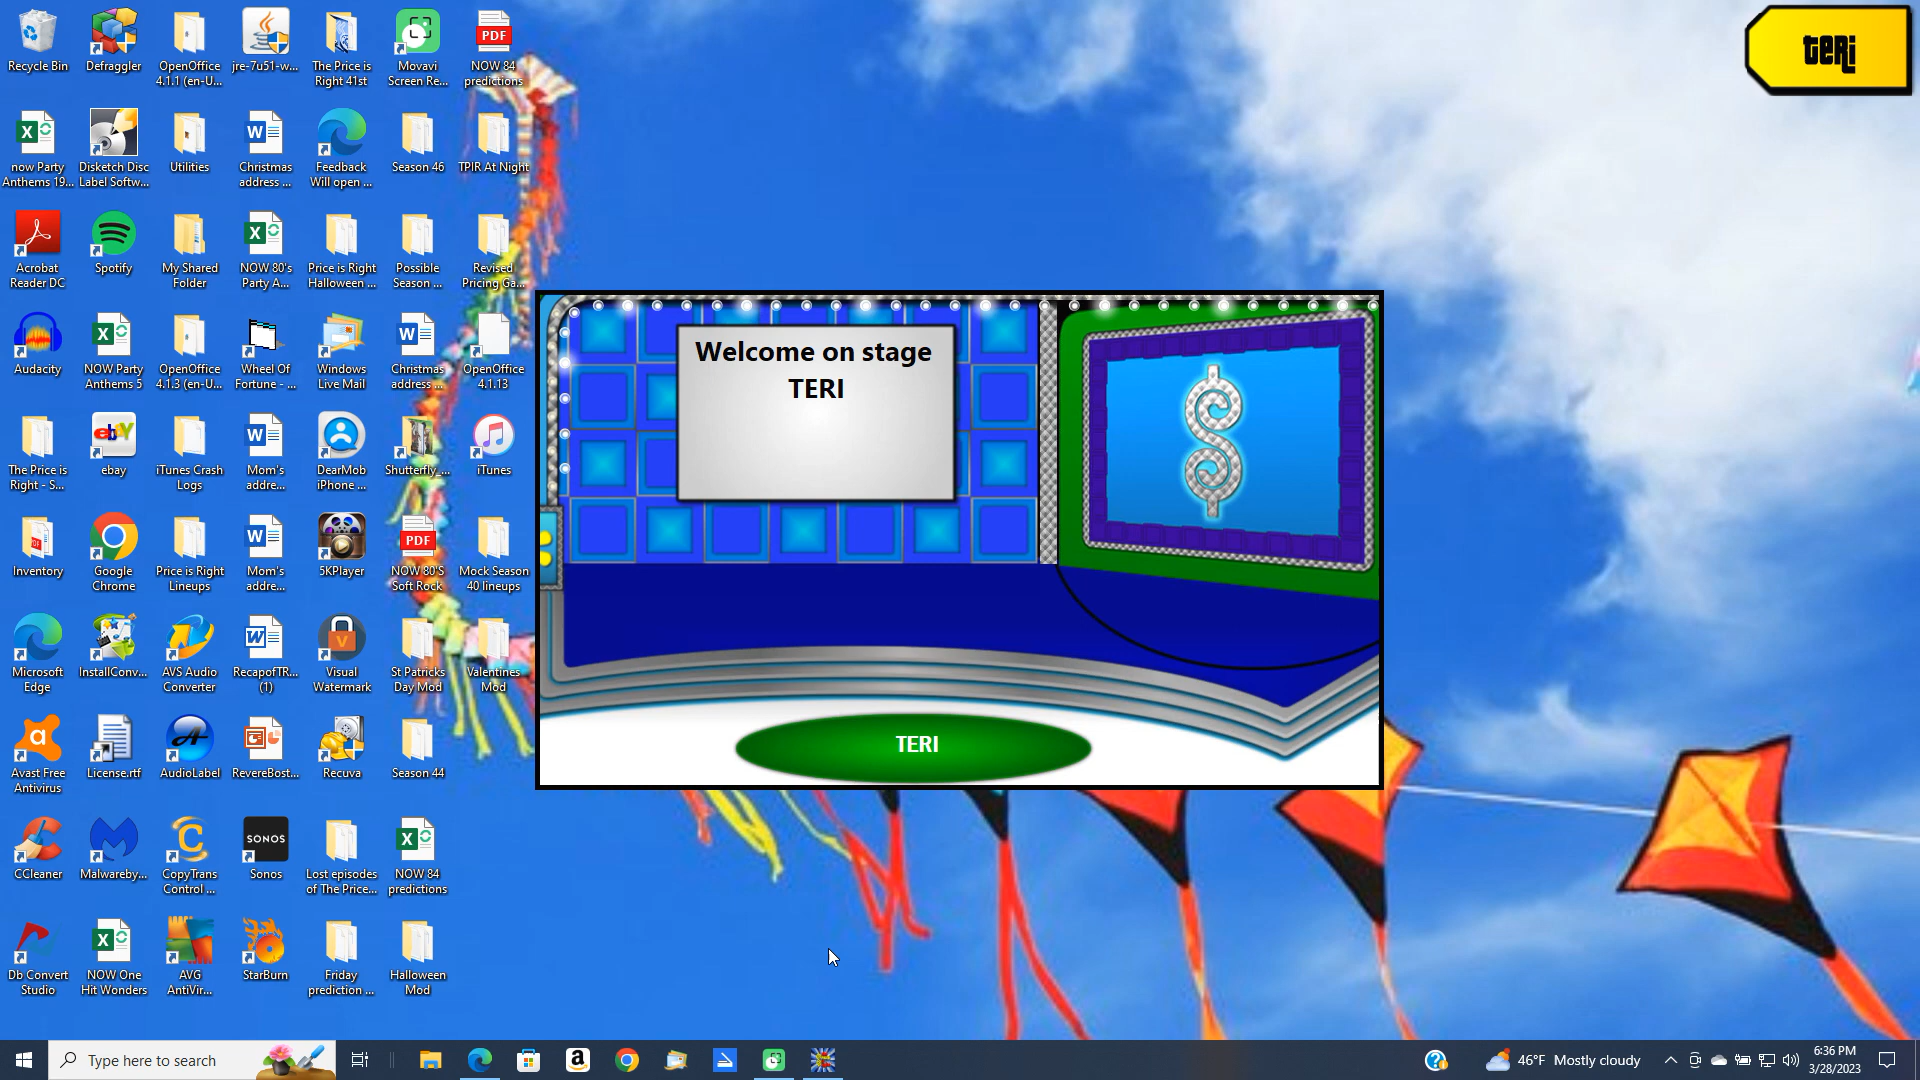 Recycle Bin
Defraggler
OpenOffice
4.1.1 (en-U...
jre-7u51-w...
The Price is
Right 41st
Movavi
Screen Re...
PDF
NOW 84
predictions
TERI
now Party
Anthems 19...
Disketch Disc
Label Softw...
Utilities
Christmas
address ...
Feedback
Will open ...
Season 46
TPIR At Night
Acrobat
Reader DC
Spotify
My Shared
Folder
NOW 80's
Party A...
Price is Right
Halloween ...
Possible
Season ...
Revised
Pricing Ga...
Audacity
NOW Party
Anthems 5
OpenOffice
4.1.3 (en-U...
Wheel Of
Fortune - ...
Windows
Live Mail
Christmas
address ...
OpenOffice
4.1.13
Welcome on stage
TERI
The Price is
Right - S...
ebay
iTunes Crash
Logs
Mom's
addre...
DearMob
iPhone ...
Shutterfly_...
iTunes
Inventory
Google
Chrome
Price is Right
Lineups
Mom's
addre...
5KPlayer
PDF
NOW 80'S
Soft Rock
Mock Season
40 lineups
Microsoft
Edge
InstallConv...
AVS Audio
Converter
RecapofTR...
(1)
Visual
Watermark
St Patricks
Day Mod
Valentines
Mod
Avast Free
Antivirus
License.rtf
AudioLabel
RevereBost...
Recuva
Season 44
TERI
CCleaner
Malwareby...
CopyTrans
Control ...
SONOS
Sonos
Lost episodes
of The Price...
NOW 84
predictions
Db Convert
Studio
NOW One
Hit Wonders
AVG
AntiVir...
StarBurn
Friday
prediction ...
Halloween
Mod
Type here to search
46°F Mostly cloudy
6:36 PM
3/28/2023